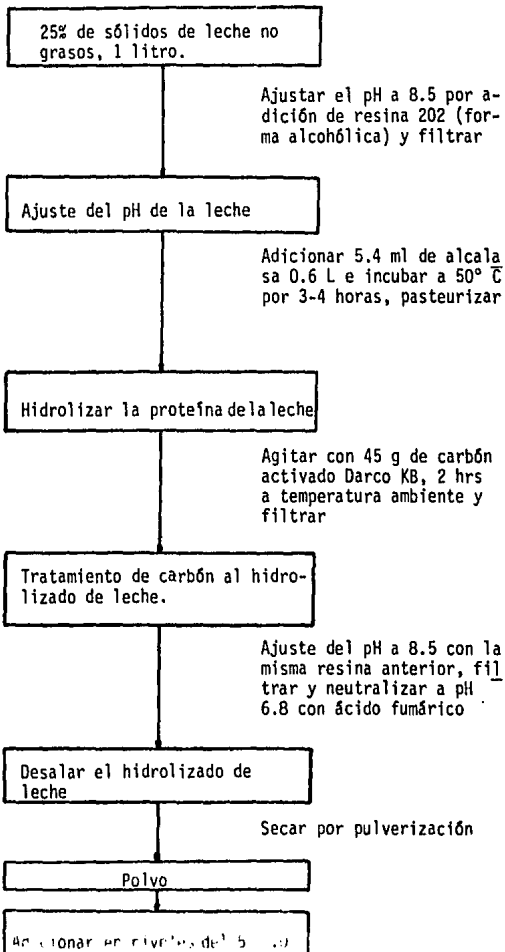 25% de sólidos de leche no
grasos, 1 litro.
Ajustar el pH a 8.5 por a-
dición de resina 202 (for-
ma alcohólica) y filtrar
Ajuste del pH de la leche
Adicionar 5.4 ml de alcala
sa 0.6 L e incubar a 50° C
por 3-4 horas, pasteurizar
Hidrolizar la proteína de la leche
Agitar con 45 g de carbón
activado Darco KB, 2 hrs
a temperatura ambiente y
filtrar
Tratamiento de carbón al hidro-
lizado de leche.
Ajuste del pH a 8.5 con la
misma resina anterior, fil
trar y neutralizar a pH
6.8 con ácido fumárico
Desalar el hidrolizado de
leche
Secar por pulverización
Polvo
en niveles del 5